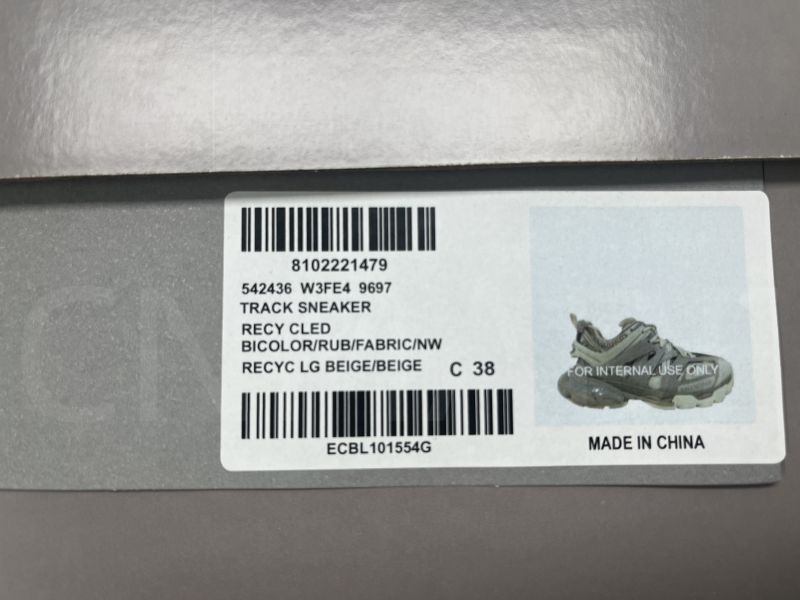 8102221479
542436 W3FE4 9697
TRACK SNEAKER
RECY CLED
BICOLOR/RUB/FABRIC/NW
RECYC LG BEIGE/BEIGE C 38
ECBL101554G
FOR INTERNAL USE ONLY
MADE IN CHINA